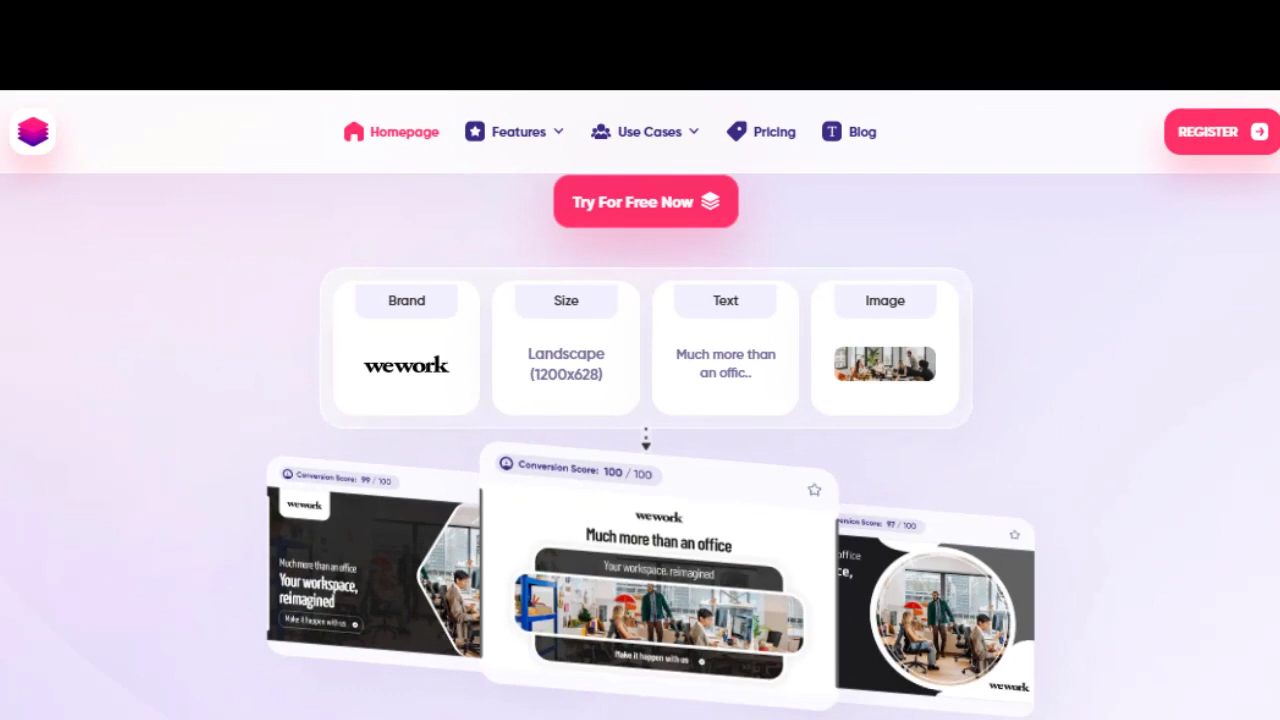 Homepage
Features
Use Cases
Pricing
Blog
REGISTER
Try For Free Now
Brand
Size
Text
Image
wework
Landscape
(1200x628)
Much more than
an offic..
Conversion Score: 99 / 100
wework
Much more than an office
Your workspace,
reimagined
Make it happen with us
Conversion Score: 100 / 100
wework
Much more than an office
Your workspace, reimagined
Make it happen with us
ersion Score: 97 / 100
office
ce,
wework